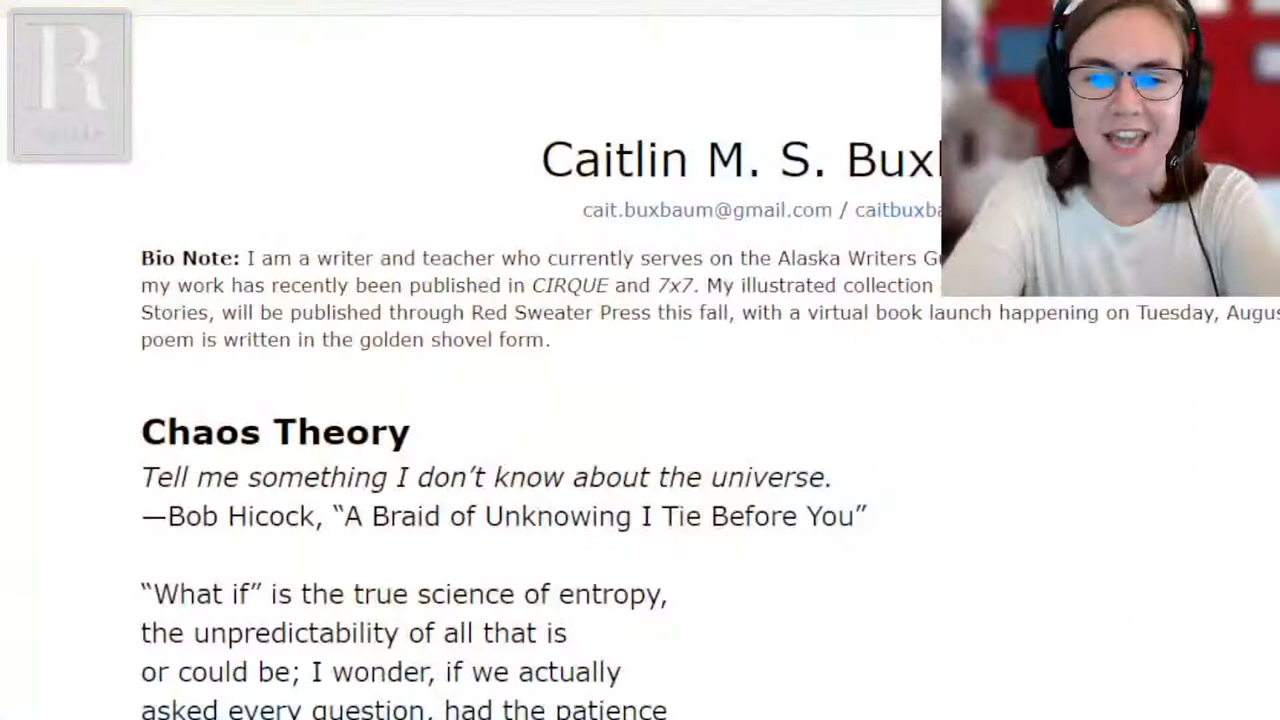 R
Caitlin M. S. Bux
cait.buxbaum@gmail.com / caitbuxba
Bio Note: I am a writer and teacher who currently serves on the Alaska Writers Gu
my work has recently been published in CIRQUE and 7x7. My illustrated collection
Stories, will be published through Red Sweater Press this fall, with a virtual book launch happening on Tuesday, Augus
poem is written in the golden shovel form.
Chaos Theory
Tell me something I don’t know about the universe.
—Bob Hicock, “A Braid of Unknowing I Tie Before You”
“What if” is the true science of entropy,
the unpredictability of all that is
or could be; I wonder, if we actually
asked every question, had the patience